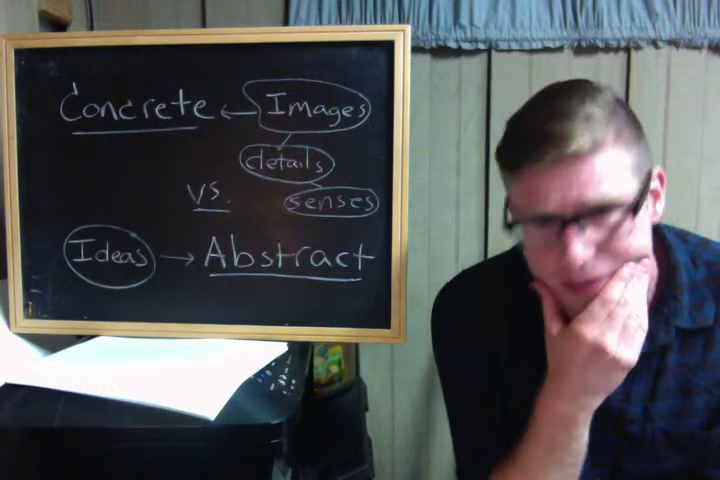 Concrete ← Images
details
vs.
senses
Ideas → Abstract